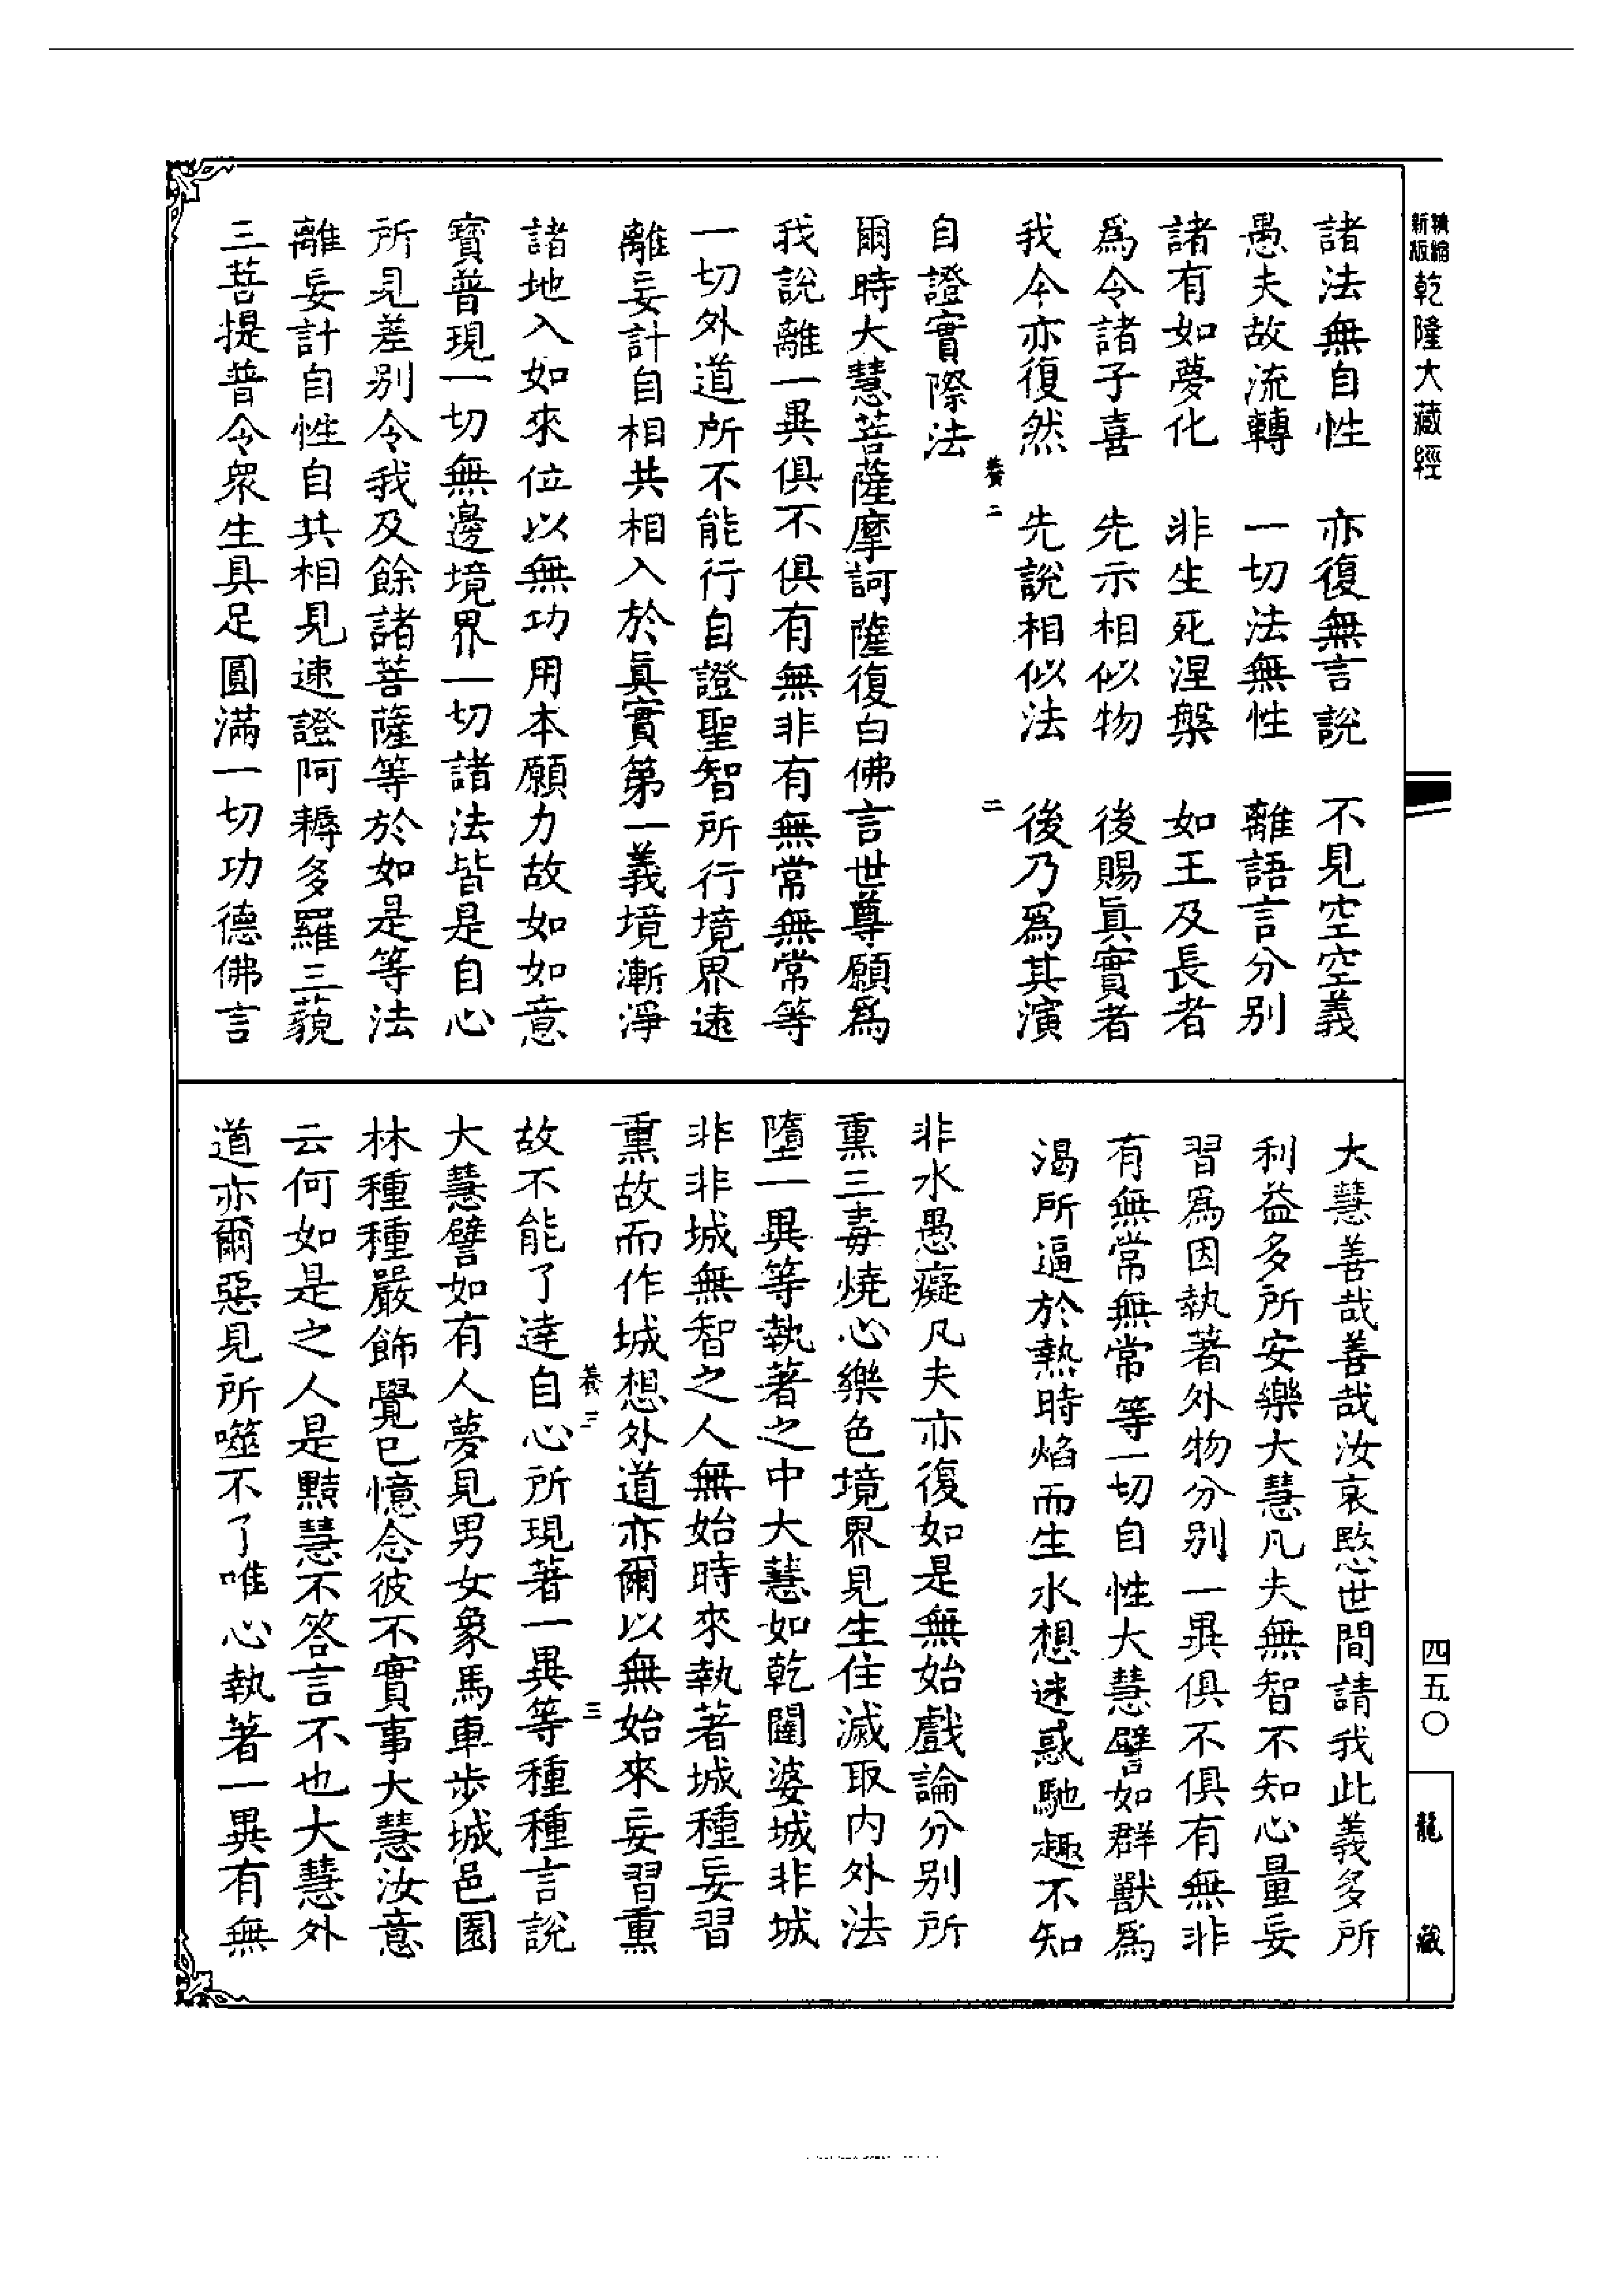 精縮新版乾隆大藏經
諸法無自性　亦復無言說　不見空空義
愚夫故流轉　一切法無性　離語言分別
諸有如夢化　非生死涅槃　如王及長者
爲令諸子喜　先示相似物　後賜眞實者
我今亦復然　先說相似法　後乃爲其演
養二　二
自證實際法
爾時大慧菩薩摩訶薩復白佛言世尊願爲
我說離一異俱不俱有無非有無常無常等
一切外道所不能行自證聖智所行境界遠
離妄計自相共相入於眞實第一義境漸淨
諸地入如來位以無功用本願力故如如意
寶普現一切無邊境界一切諸法皆是自心
所見差别令我及餘諸菩薩等於如是等法
離妄計自性自共相見速證阿耨多羅三藐
三菩提普令衆生具足圓滿一切功德佛言
大慧善哉善哉汝哀愍世間請我此義多所
利益多所安樂大慧凡夫無智不知心量妄
習爲因執著外物分別一異俱不俱有無非
有無常無常等一切自性大慧譬如群獸爲
渴所逼於熱時焰而生水想迷惑馳趣不知
非水愚癡凡夫亦復如是無始戲論分别所
熏三毒燒心樂色境界見生住滅取內外法
墮一異等執著之中大慧如乾闥婆城非城
非非城無智之人無始時來執著城種妄習
熏故而作城想外道亦爾以無始來妄習熏
養三　三
故不能了達自心所現著一異等種種言說
大慧譬如有人夢見男女象馬車步城邑園
林種種嚴飾覺已憶念彼不實事大慧汝意
云何如是之人是黠慧不答言不也大慧外
道亦爾惡見所噬不了唯心執著一異有無
四五〇
龍藏